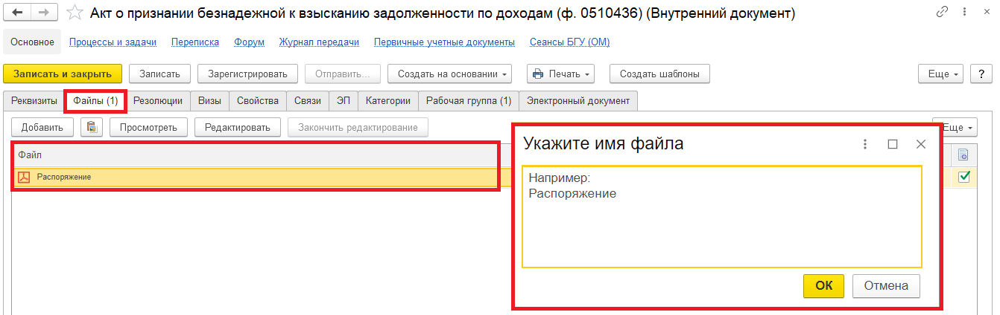 Акт о признании безнадежной к взысканию задолженности по доходам (ф. 0510436) (Внутренний документ)
Основное Процессы и задачи Переписка Форум Журнал передачи Первичные учетные документы Сеансы БГУ (ОМ)
Записать и закрыть Записать Зарегистрировать Отправить... Создать на основании Печать Создать шаблоны Еще ?
Реквизиты Файлы (1) Резолюции Визы Свойства Связи ЭП Категории Рабочая группа (1) Электронный документ
Добавить Просмотреть Редактировать Закончить редактирование Еще
Файл
Распоряжение
Укажите имя файла
Например:
Распоряжение
ОК Отмена